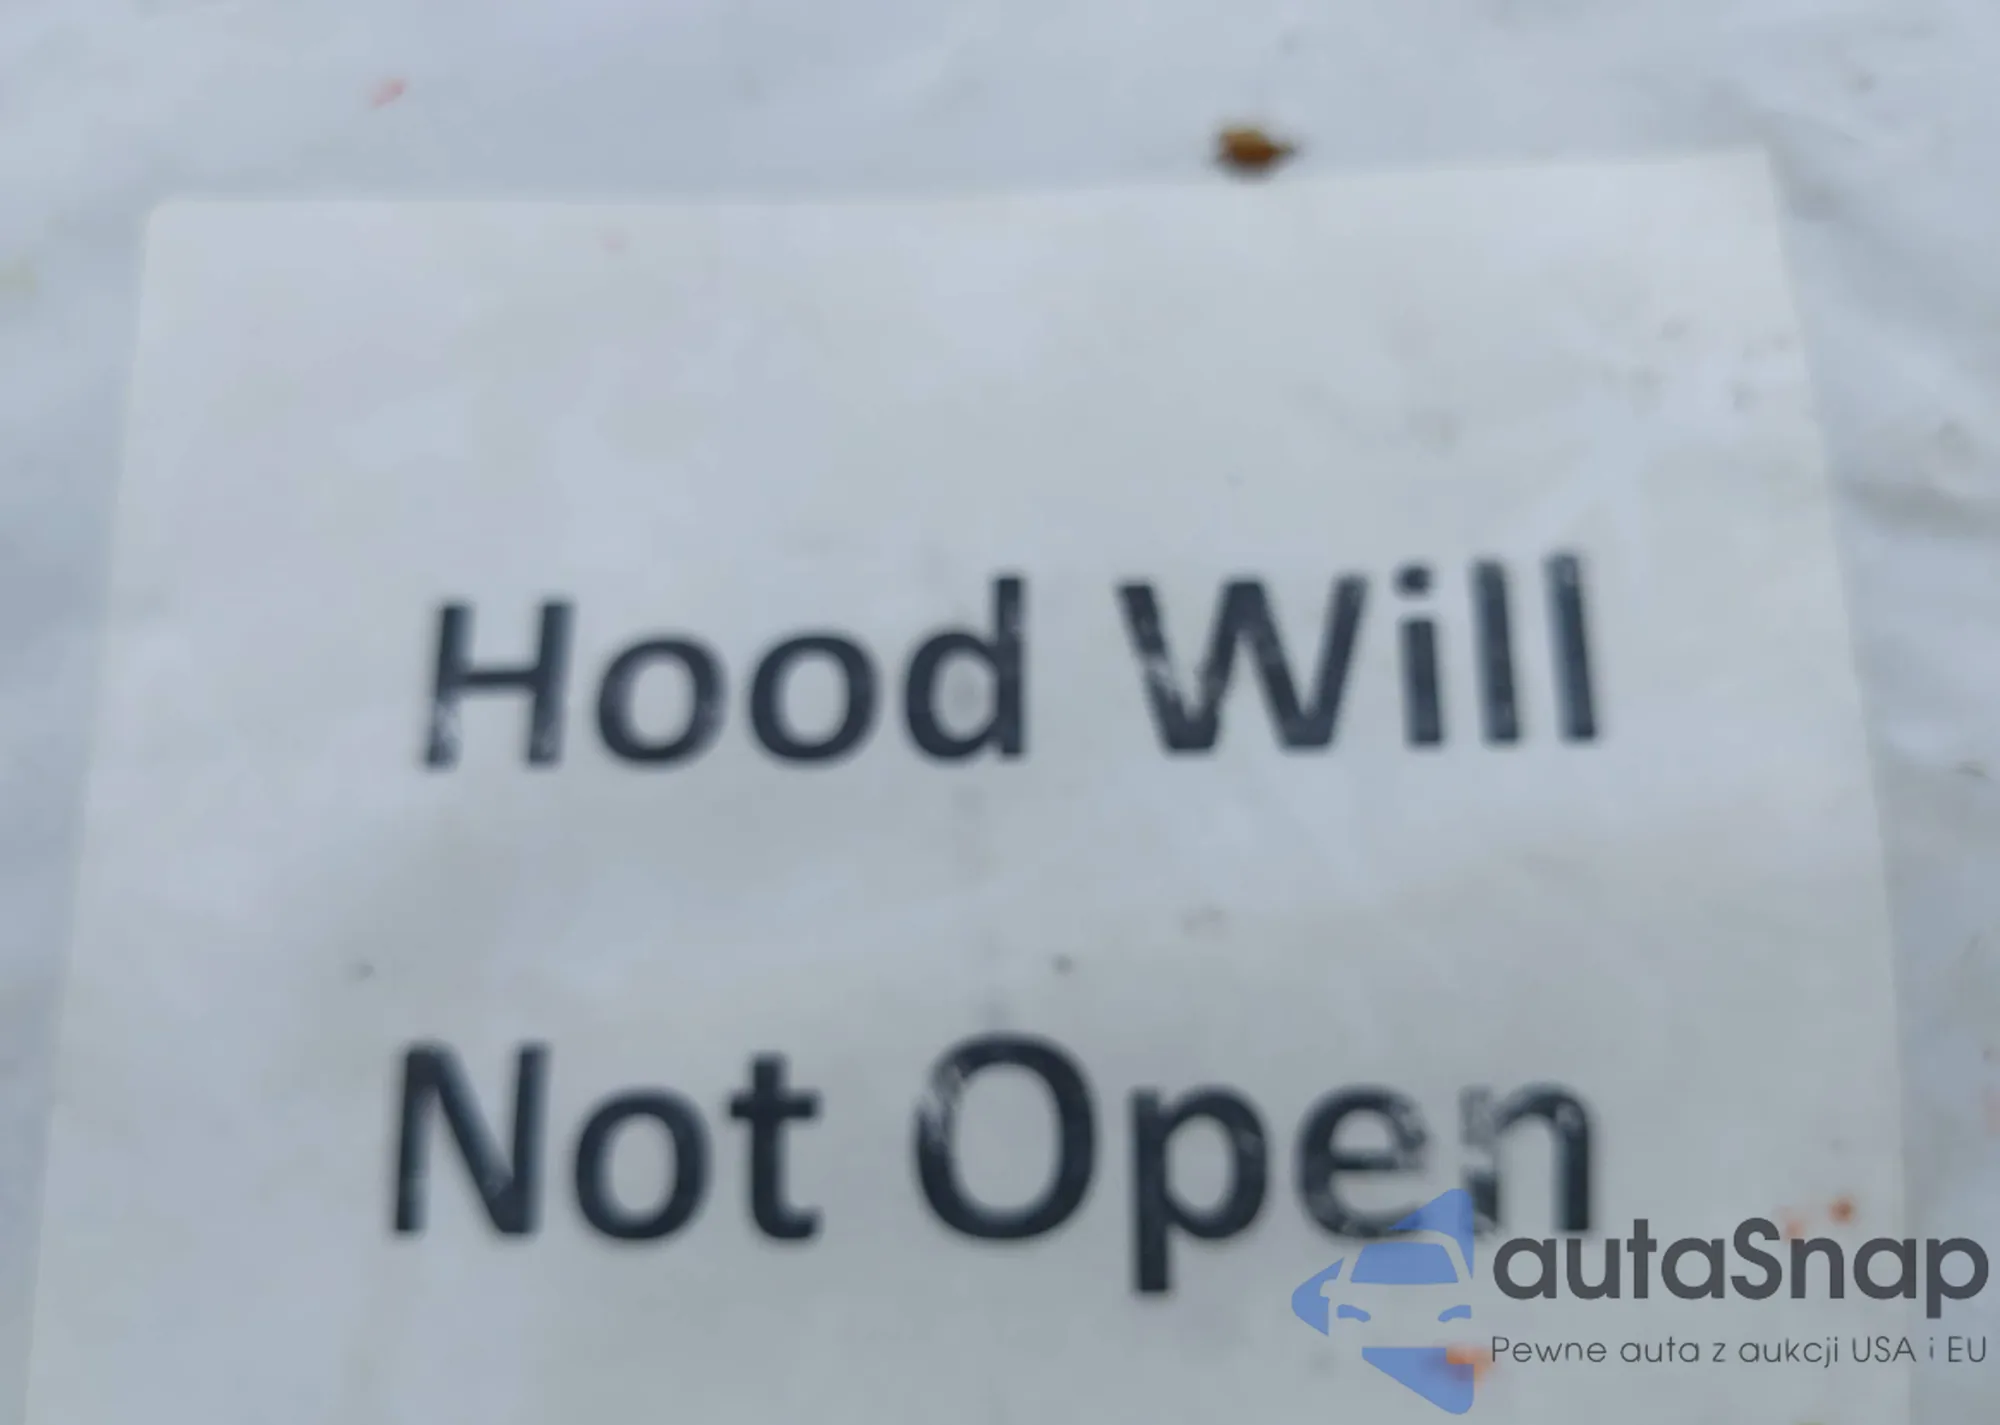 Hood Will
Not Open
autaSnap
Pewne auta z aukcji USA i EU